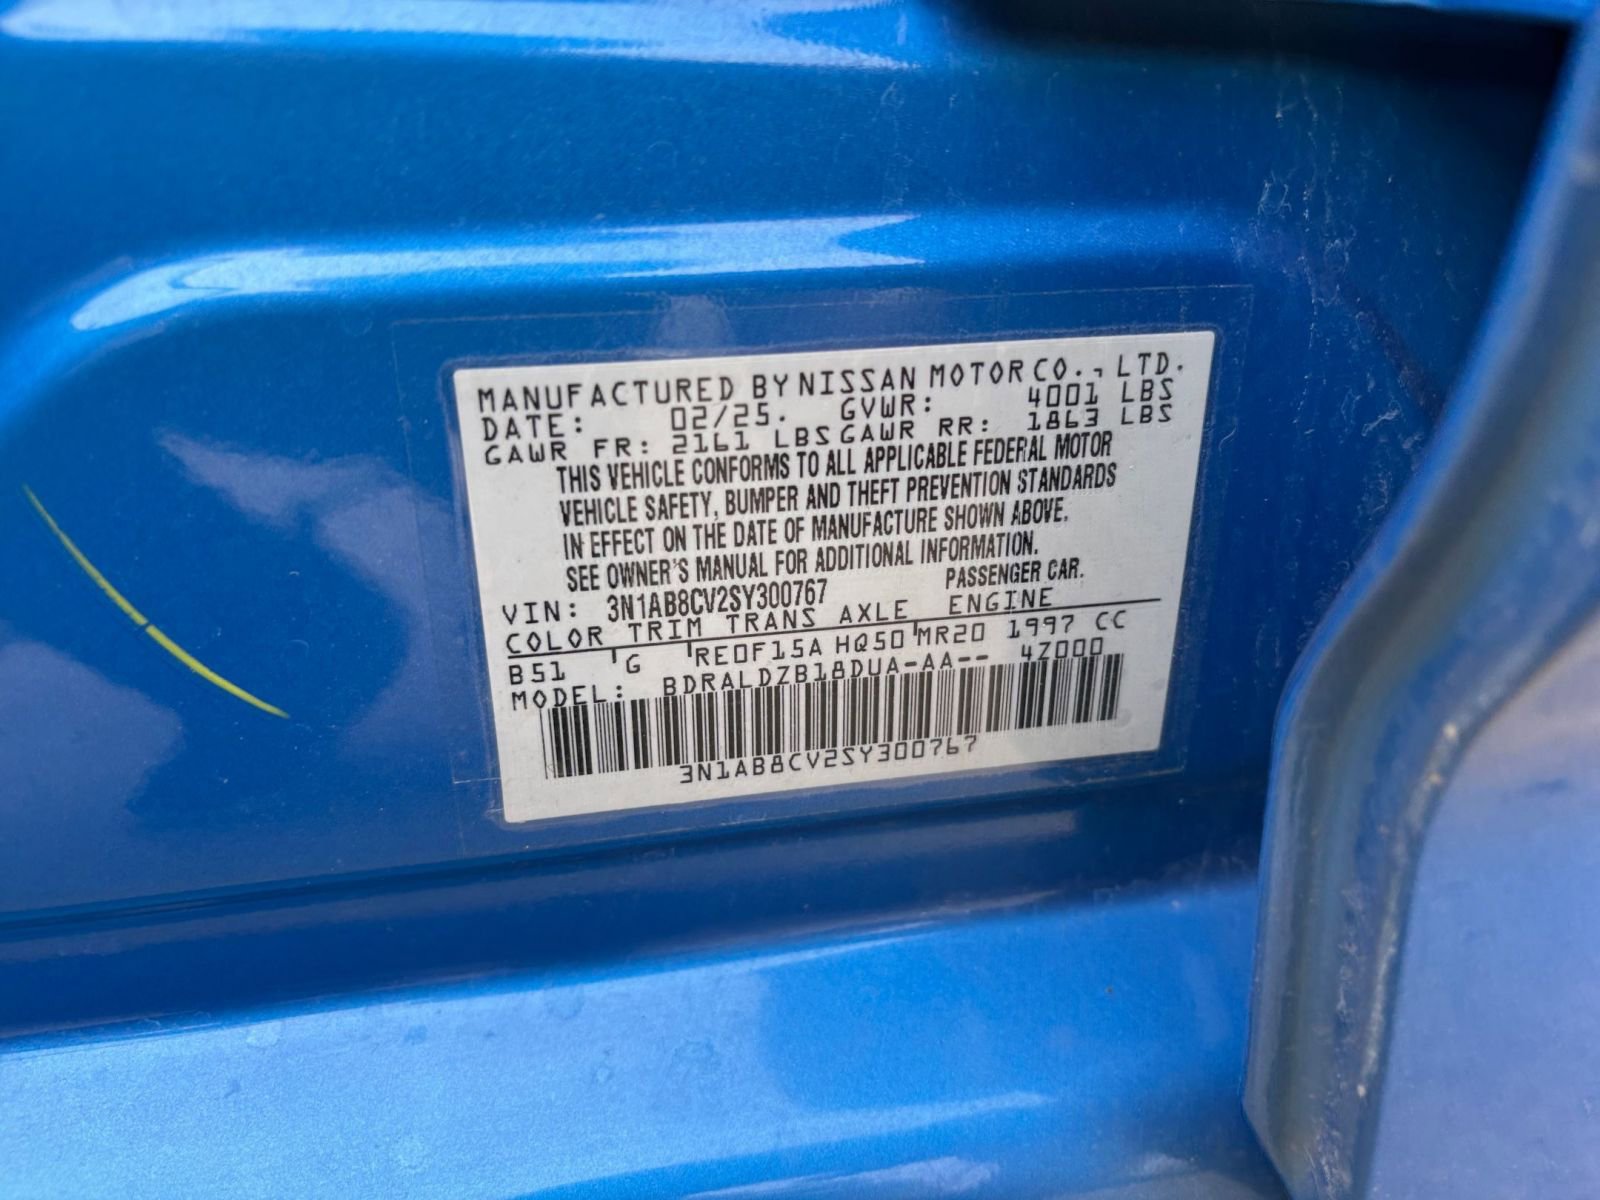 MANUFACTURED BY NISSAN MOTOR CO., LTD.
DATE: 02/25. GVWR: 4001 LBS
GAWR FR: 2161 LBS GAWR RR: 1863 LBS
THIS VEHICLE CONFORMS TO ALL APPLICABLE FEDERAL MOTOR
VEHICLE SAFETY, BUMPER AND THEFT PREVENTION STANDARDS
IN EFFECT ON THE DATE OF MANUFACTURE SHOWN ABOVE.
SEE OWNER'S MANUAL FOR ADDITIONAL INFORMATION.
VIN: 3N1AB8CV2SY300767 PASSENGER CAR.
COLOR TRIM TRANS AXLE ENGINE
B51 G RE0F15A HQ50 MR20 1997 CC
MODEL: BDRALDZB18DUA-AA-- 4Z000
3N1AB8CV2SY300767